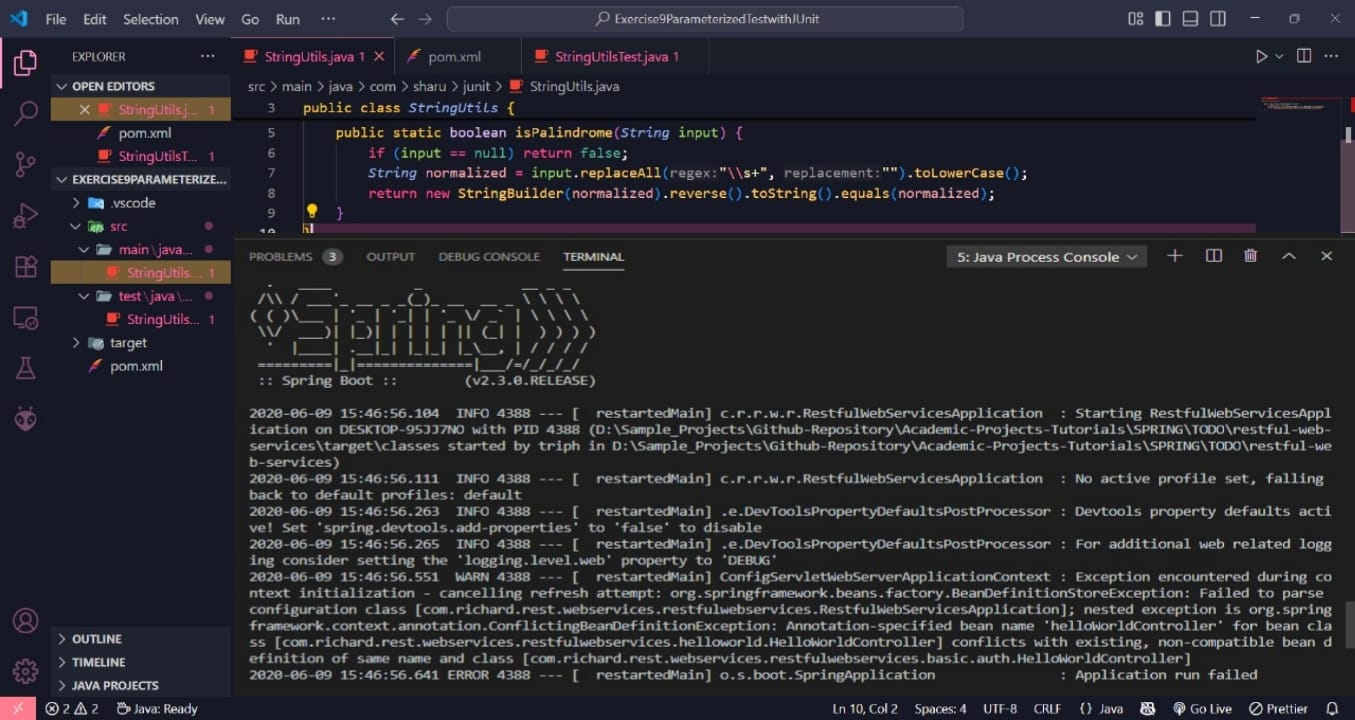 File Edit Selection View Go Run ··· Exercise9ParameterizedTestwithJUnit
EXPLORER ···
OPEN EDITORS
StringUtils.j... 1
pom.xml
StringUtilsT... 1
EXERCISE9PARAMETERIZE...
.vscode
src
main\java...
StringUtils.... 1
test\java\...
StringUtils... 1
target
pom.xml
OUTLINE
TIMELINE
JAVA PROJECTS
StringUtils.java 1 pom.xml StringUtilsTest.java 1
src > main > java > com > sharu > junit > StringUtils.java
3 public class StringUtils {
5 public static boolean isPalindrome(String input) {
6 if (input == null) return false;
7 String normalized = input.replaceAll(regex:"\\s+", replacement:"").toLowerCase();
8 return new StringBuilder(normalized).reverse().toString().equals(normalized);
9 }
10 }
PROBLEMS 3 OUTPUT DEBUG CONSOLE TERMINAL 5: Java Process Console
Spring
:: Spring Boot :: (v2.3.0.RELEASE)
2020-06-09 15:46:56.104 INFO 4388 --- [ restartedMain] c.r.r.w.r.RestfulWebServicesApplication : Starting RestfulWebServicesAppl
ication on DESKTOP-95JJ7NO with PID 4388 (D:\Sample_Projects\Github-Repository\Academic-Projects-Tutorials\SPRING\TODO\restful-web-
services\target\classes started by triph in D:\Sample_Projects\Github-Repository\Academic-Projects-Tutorials\SPRING\TODO\restful-we
b-services)
2020-06-09 15:46:56.111 INFO 4388 --- [ restartedMain] c.r.r.w.r.RestfulWebServicesApplication : No active profile set, falling
back to default profiles: default
2020-06-09 15:46:56.263 INFO 4388 --- [ restartedMain] .e.DevToolsPropertyDefaultsPostProcessor : Devtools property defaults acti
ve! Set 'spring.devtools.add-properties' to 'false' to disable
2020-06-09 15:46:56.265 INFO 4388 --- [ restartedMain] .e.DevToolsPropertyDefaultsPostProcessor : For additional web related logg
ing consider setting the 'logging.level.web' property to 'DEBUG'
2020-06-09 15:46:56.551 WARN 4388 --- [ restartedMain] ConfigServletWebServerApplicationContext : Exception encountered during co
ntext initialization - cancelling refresh attempt: org.springframework.beans.factory.BeanDefinitionStoreException: Failed to parse
configuration class [com.richard.rest.webservices.restfulwebservices.RestfulWebServicesApplication]; nested exception is org.spring
framework.context.annotation.ConflictingBeanDefinitionException: Annotation-specified bean name 'helloWorldController' for bean cla
ss [com.richard.rest.webservices.restfulwebservices.helloworld.HelloWorldController] conflicts with existing, non-compatible bean d
efinition of same name and class [com.richard.rest.webservices.restfulwebservices.basic.auth.HelloWorldController]
2020-06-09 15:46:56.641 ERROR 4388 --- [ restartedMain] o.s.boot.SpringApplication : Application run failed
2 2 Java: Ready Ln 10, Col 2 Spaces: 4 UTF-8 CRLF {} Java Go Live Prettier